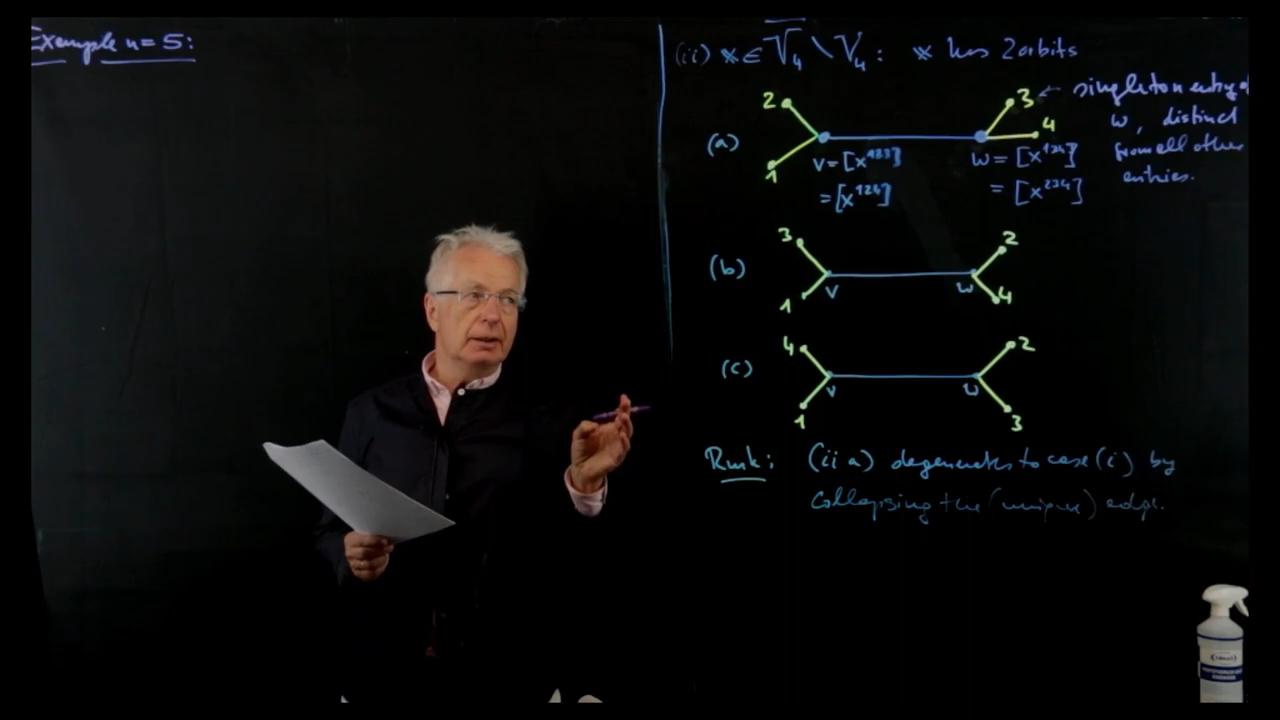 Example n=5:
(ii) x ∈ V̅₄ \ V₄ : x has 2 orbits
(a)
2
1
3 ← singleton entry of
4
w, distinct
from all other
entries.
v = [x¹²³]
= [x¹²⁴]
w = [x¹³⁴]
= [x²³⁴]
(b)
3
1
v
w
2
4
(c)
4
1
v
w
2
3
Rmk: (ii a) degenerates to case (i) by
collapsing the (unique) edge.